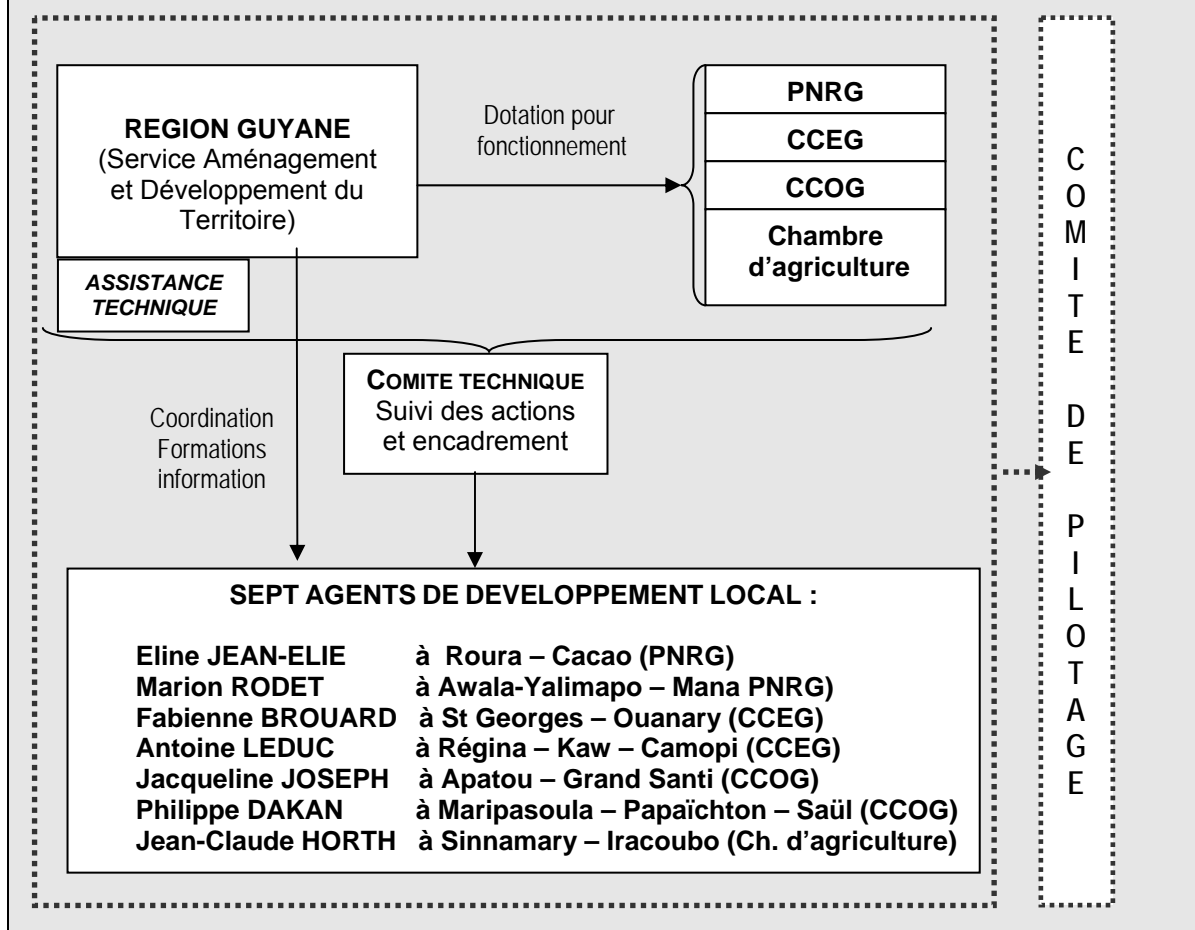 REGION GUYANE
(Service Aménagement
et Développement du
Territoire)
ASSISTANCE
TECHNIQUE
Dotation pour
fonctionnement
PNRG
CCEG
CCOG
Chambre
d'agriculture
COMITE TECHNIQUE
Suivi des actions
et encadrement
Coordination
Formations
information
SEPT AGENTS DE DEVELOPPEMENT LOCAL :
Eline JEAN-ELIE à Roura – Cacao (PNRG)
Marion RODET à Awala-Yalimapo – Mana PNRG)
Fabienne BROUARD à St Georges – Ouanary (CCEG)
Antoine LEDUC à Régina – Kaw – Camopi (CCEG)
Jacqueline JOSEPH à Apatou – Grand Santi (CCOG)
Philippe DAKAN à Maripasoula – Papaïchton – Saül (CCOG)
Jean-Claude HORTH à Sinnamary – Iracoubo (Ch. d'agriculture)
COMITE DE PILOTAGE